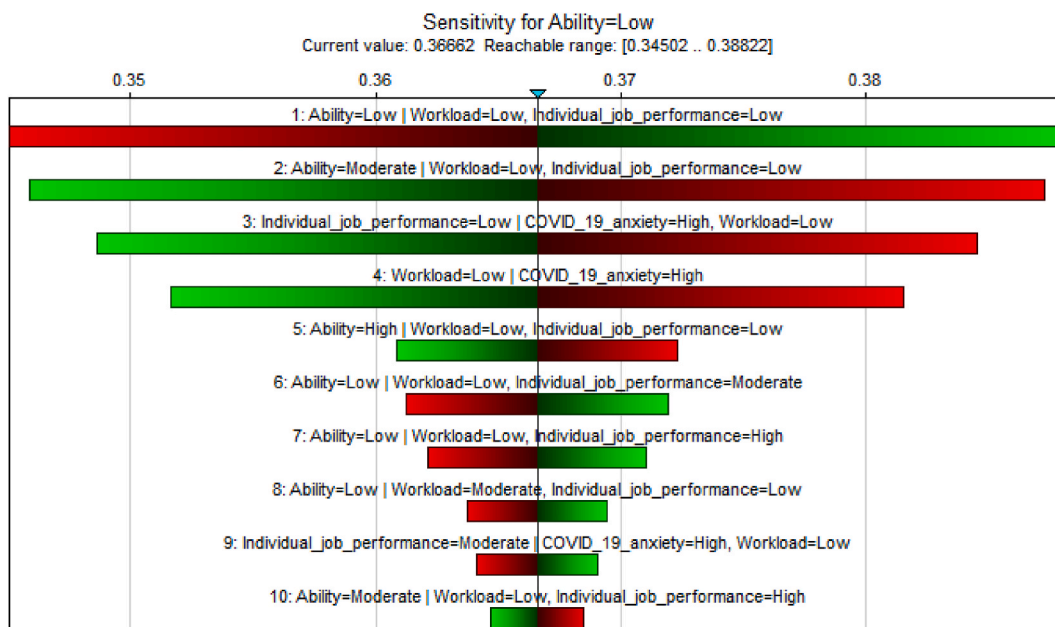 Sensitivity for Ability=Low
Current value: 0.36662 Reachable range: [0.34502 .. 0.38822]
0.35 0.36 0.37 0.38
1: Ability=Low | Workload=Low, Individual_job_performance=Low
2: Ability=Moderate | Workload=Low, Individual_job_performance=Low
3: Individual_job_performance=Low | COVID_19_anxiety=High, Workload=Low
4: Workload=Low | COVID_19_anxiety=High
5: Ability=High | Workload=Low, Individual_job_performance=Low
6: Ability=Low | Workload=Low, Individual_job_performance=Moderate
7: Ability=Low | Workload=Low, Individual_job_performance=High
8: Ability=Low | Workload=Moderate, Individual_job_performance=Low
9: Individual_job_performance=Moderate | COVID_19_anxiety=High, Workload=Low
10: Ability=Moderate | Workload=Low, Individual_job_performance=High